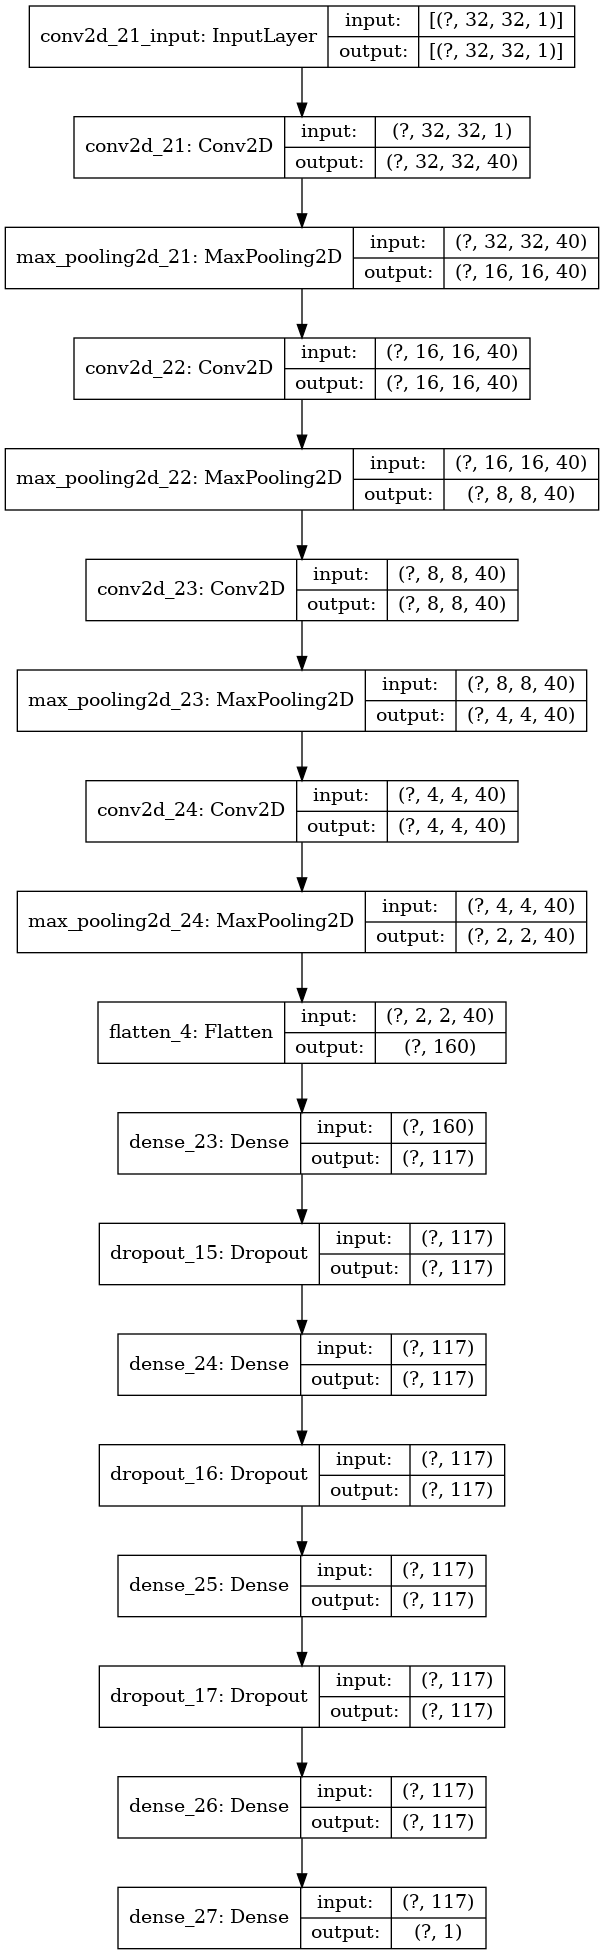 conv2d_21_input: InputLayer
input: [(?, 32, 32, 1)]
output: [(?, 32, 32, 1)]
conv2d_21: Conv2D
input: (?, 32, 32, 1)
output: (?, 32, 32, 40)
max_pooling2d_21: MaxPooling2D
input: (?, 32, 32, 40)
output: (?, 16, 16, 40)
conv2d_22: Conv2D
input: (?, 16, 16, 40)
output: (?, 16, 16, 40)
max_pooling2d_22: MaxPooling2D
input: (?, 16, 16, 40)
output: (?, 8, 8, 40)
conv2d_23: Conv2D
input: (?, 8, 8, 40)
output: (?, 8, 8, 40)
max_pooling2d_23: MaxPooling2D
input: (?, 8, 8, 40)
output: (?, 4, 4, 40)
conv2d_24: Conv2D
input: (?, 4, 4, 40)
output: (?, 4, 4, 40)
max_pooling2d_24: MaxPooling2D
input: (?, 4, 4, 40)
output: (?, 2, 2, 40)
flatten_4: Flatten
input: (?, 2, 2, 40)
output: (?, 160)
dense_23: Dense
input: (?, 160)
output: (?, 117)
dropout_15: Dropout
input: (?, 117)
output: (?, 117)
dense_24: Dense
input: (?, 117)
output: (?, 117)
dropout_16: Dropout
input: (?, 117)
output: (?, 117)
dense_25: Dense
input: (?, 117)
output: (?, 117)
dropout_17: Dropout
input: (?, 117)
output: (?, 117)
dense_26: Dense
input: (?, 117)
output: (?, 117)
dense_27: Dense
input: (?, 117)
output: (?, 1)